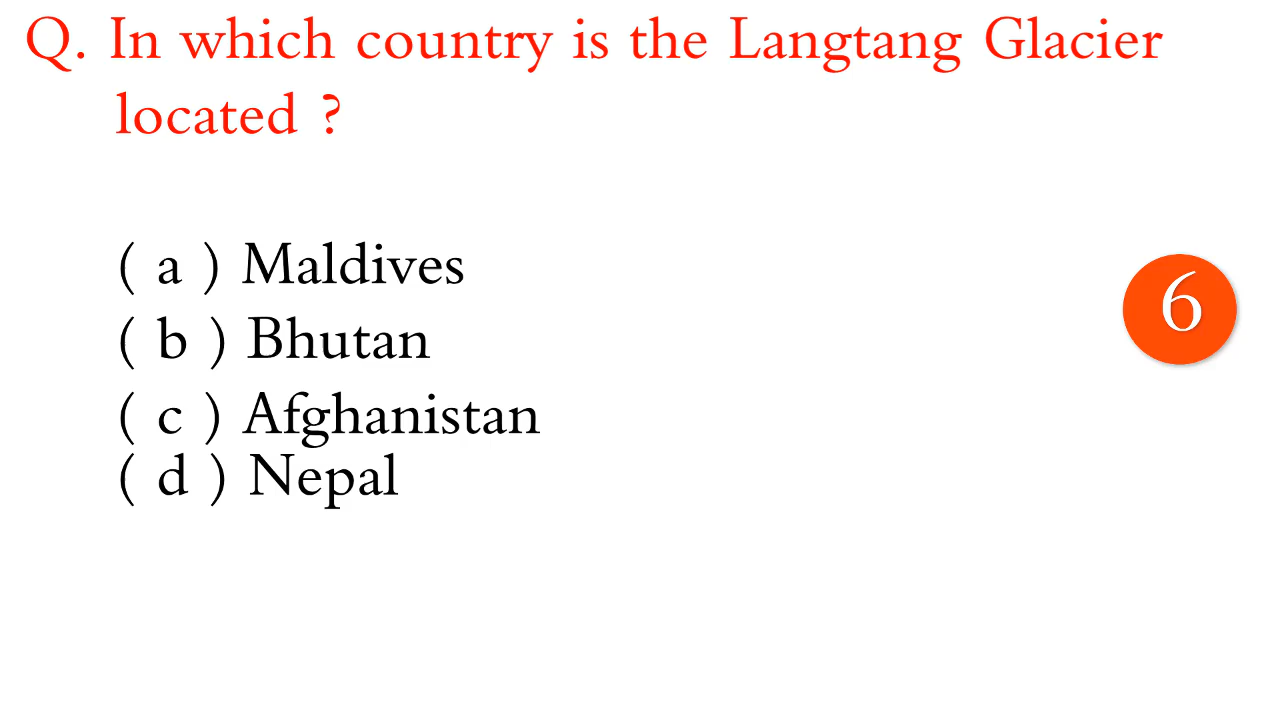 Q. In which country is the Langtang Glacier
located ?
( a ) Maldives
( b ) Bhutan
6
( c ) Afghanistan
( d ) Nepal